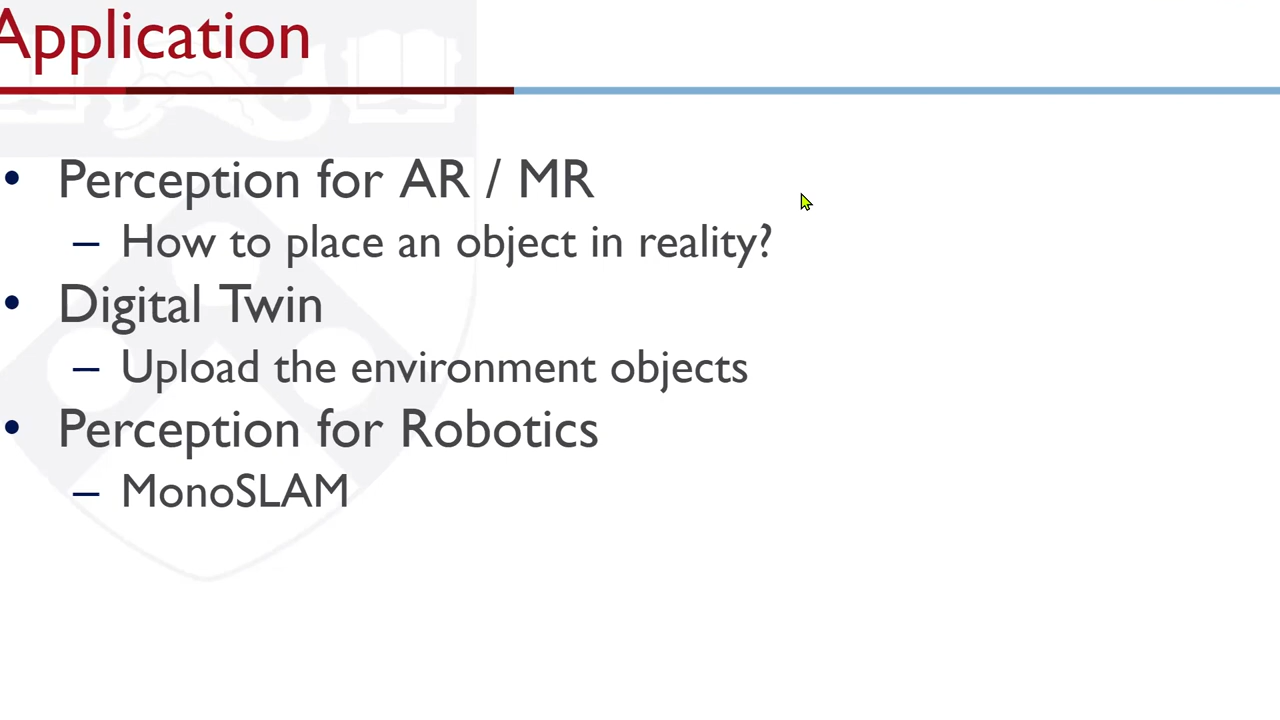 Application
• Perception for AR / MR
– How to place an object in reality?
• Digital Twin
– Upload the environment objects
• Perception for Robotics
– MonoSLAM